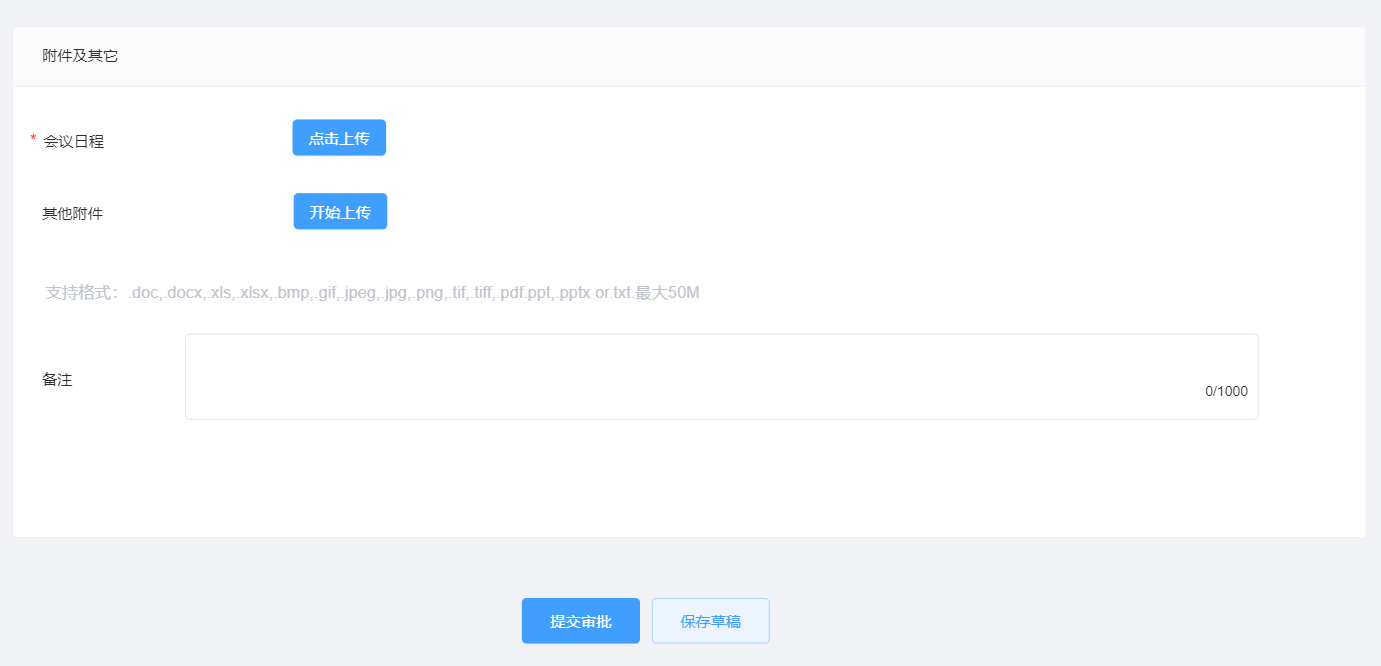 附件及其它
* 会议日程 点击上传
其他附件 开始上传
支持格式：.doc,.docx,.xls,.xlsx,.bmp,.gif,.jpeg,.jpg,.png,.tif,.tiff,.pdf.ppt,.pptx or.txt.最大50M
备注
0/1000
提交审批 保存草稿